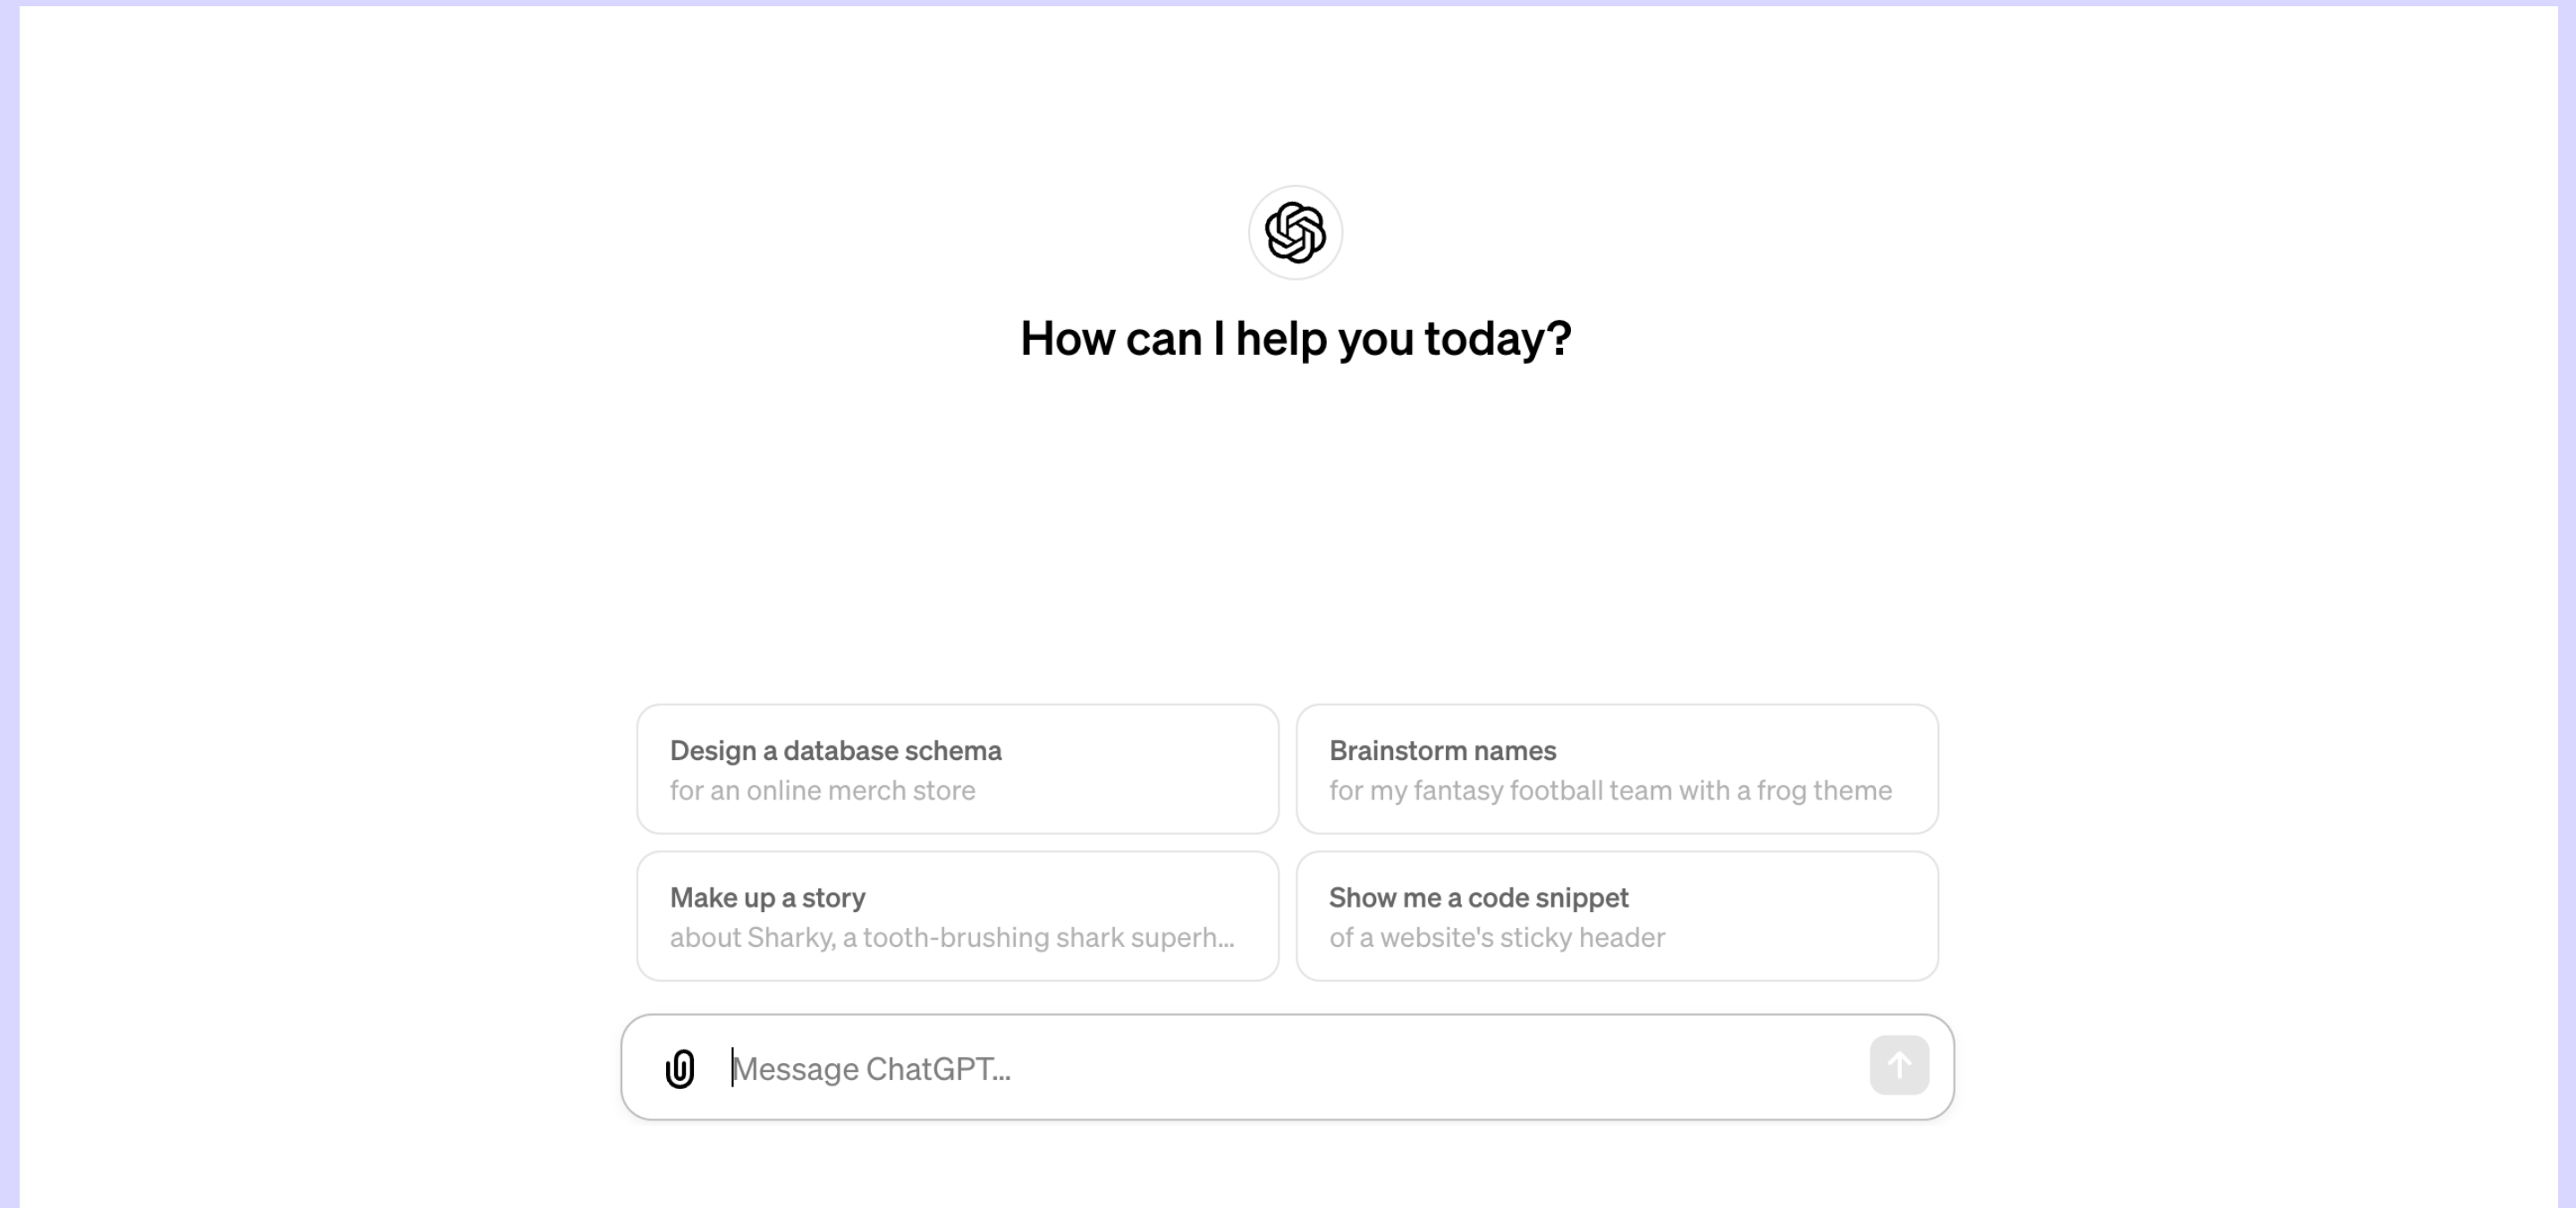 How can I help you today?
Design a database schema
for an online merch store
Brainstorm names
for my fantasy football team with a frog theme
Make up a story
about Sharky, a tooth-brushing shark superh...
Show me a code snippet
of a website's sticky header
Message ChatGPT...